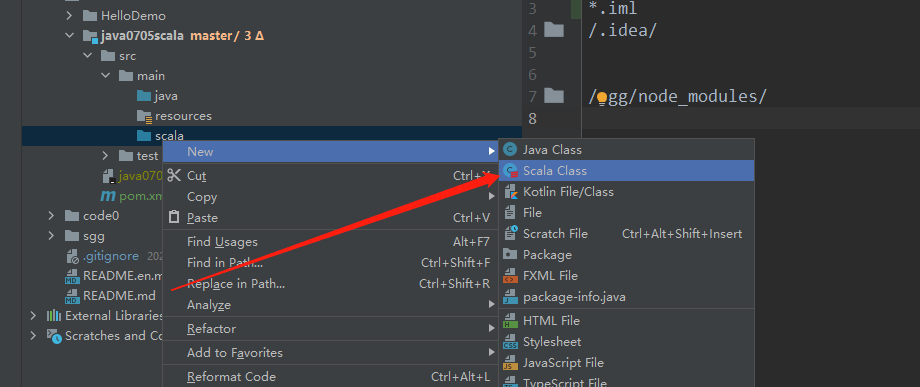 HelloDemo
java0705scala master/ 3 Δ
src
main
java
resources
scala
test
java070
pom.xm
code0
sgg
.gitignore 202
README.en.m
README.md
External Libraries
Scratches and Co
3 *.iml
4 /.idea/
7 /sgg/node_modules/
8
New
Cut Ctrl+X
Copy
Paste Ctrl+V
Find Usages Alt+F7
Find in Path... Ctrl+Shift+F
Replace in Path... Ctrl+Shift+R
Analyze
Refactor
Add to Favorites
Reformat Code Ctrl+Alt+L
Java Class
Scala Class
Kotlin File/Class
File
Scratch File Ctrl+Alt+Shift+Insert
Package
FXML File
package-info.java
HTML File
Stylesheet
JavaScript File
TypeScript File